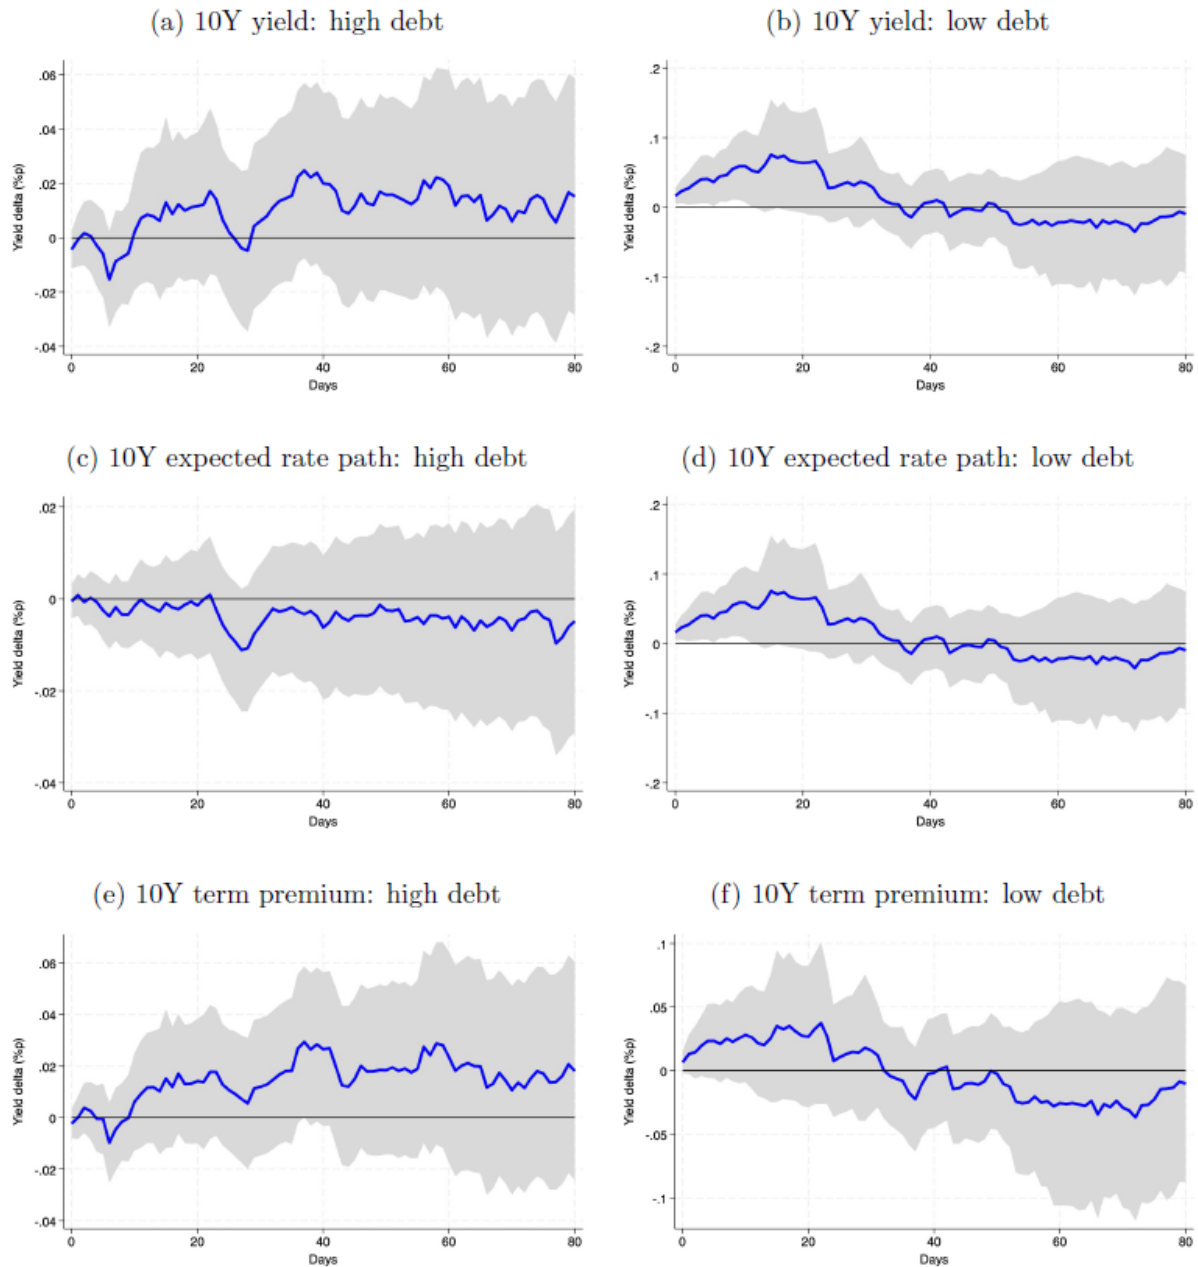 (a) 10Y yield: high debt
(b) 10Y yield: low debt
.06
.04
.02
0
-.02
-.04
Yield delta (%p)
0 20 40 60 80
Days
.2
.1
0
-.1
-.2
Yield delta (%p)
0 20 40 60 80
Days
(c) 10Y expected rate path: high debt
(d) 10Y expected rate path: low debt
.02
0
-.02
-.04
Yield delta (%p)
0 20 40 60 80
Days
.2
.1
0
-.1
-.2
Yield delta (%p)
0 20 40 60 80
Days
(e) 10Y term premium: high debt
(f) 10Y term premium: low debt
.06
.04
.02
0
-.02
-.04
Yield delta (%p)
0 20 40 60 80
Days
.1
.05
0
-.05
-.1
Yield delta (%p)
0 20 40 60 80
Days